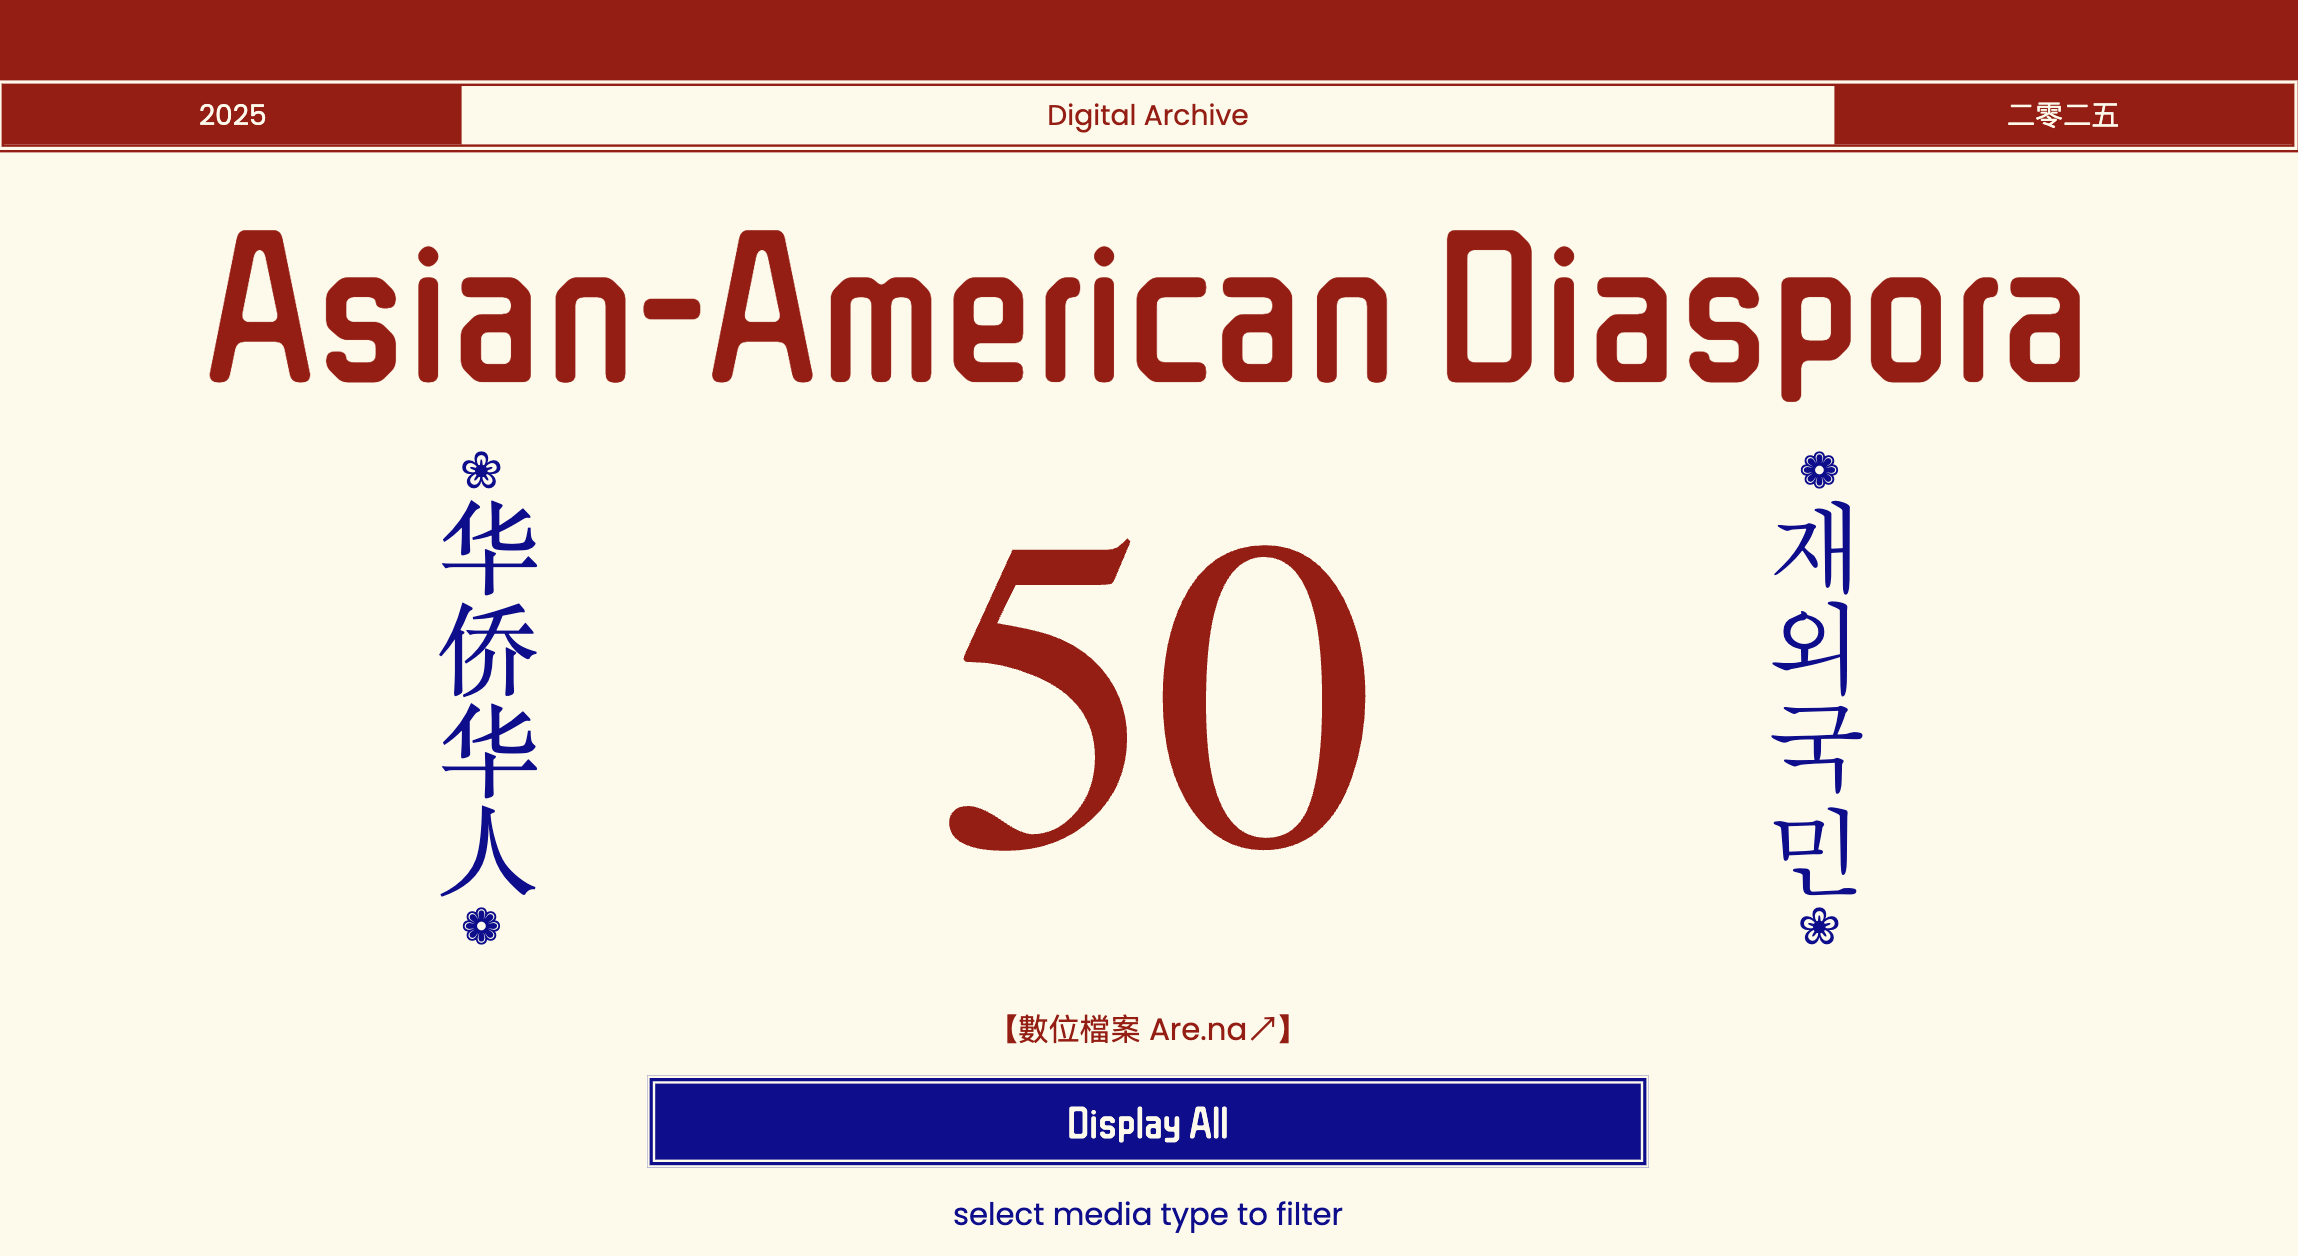 2025
Digital Archive
二零二五
Asian-American Diaspora
❀
华侨华人
❁
50
❁
재외국민
❀
【數位檔案 Are.na↗】
Display All
select media type to filter